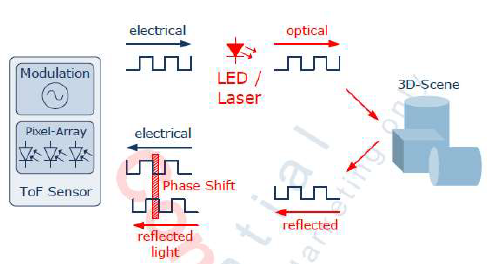 electrical
optical
Modulation
LED /
Laser
3D-Scene
Pixel-Array
electrical
ToF Sensor
Phase Shift
reflected
light
reflected